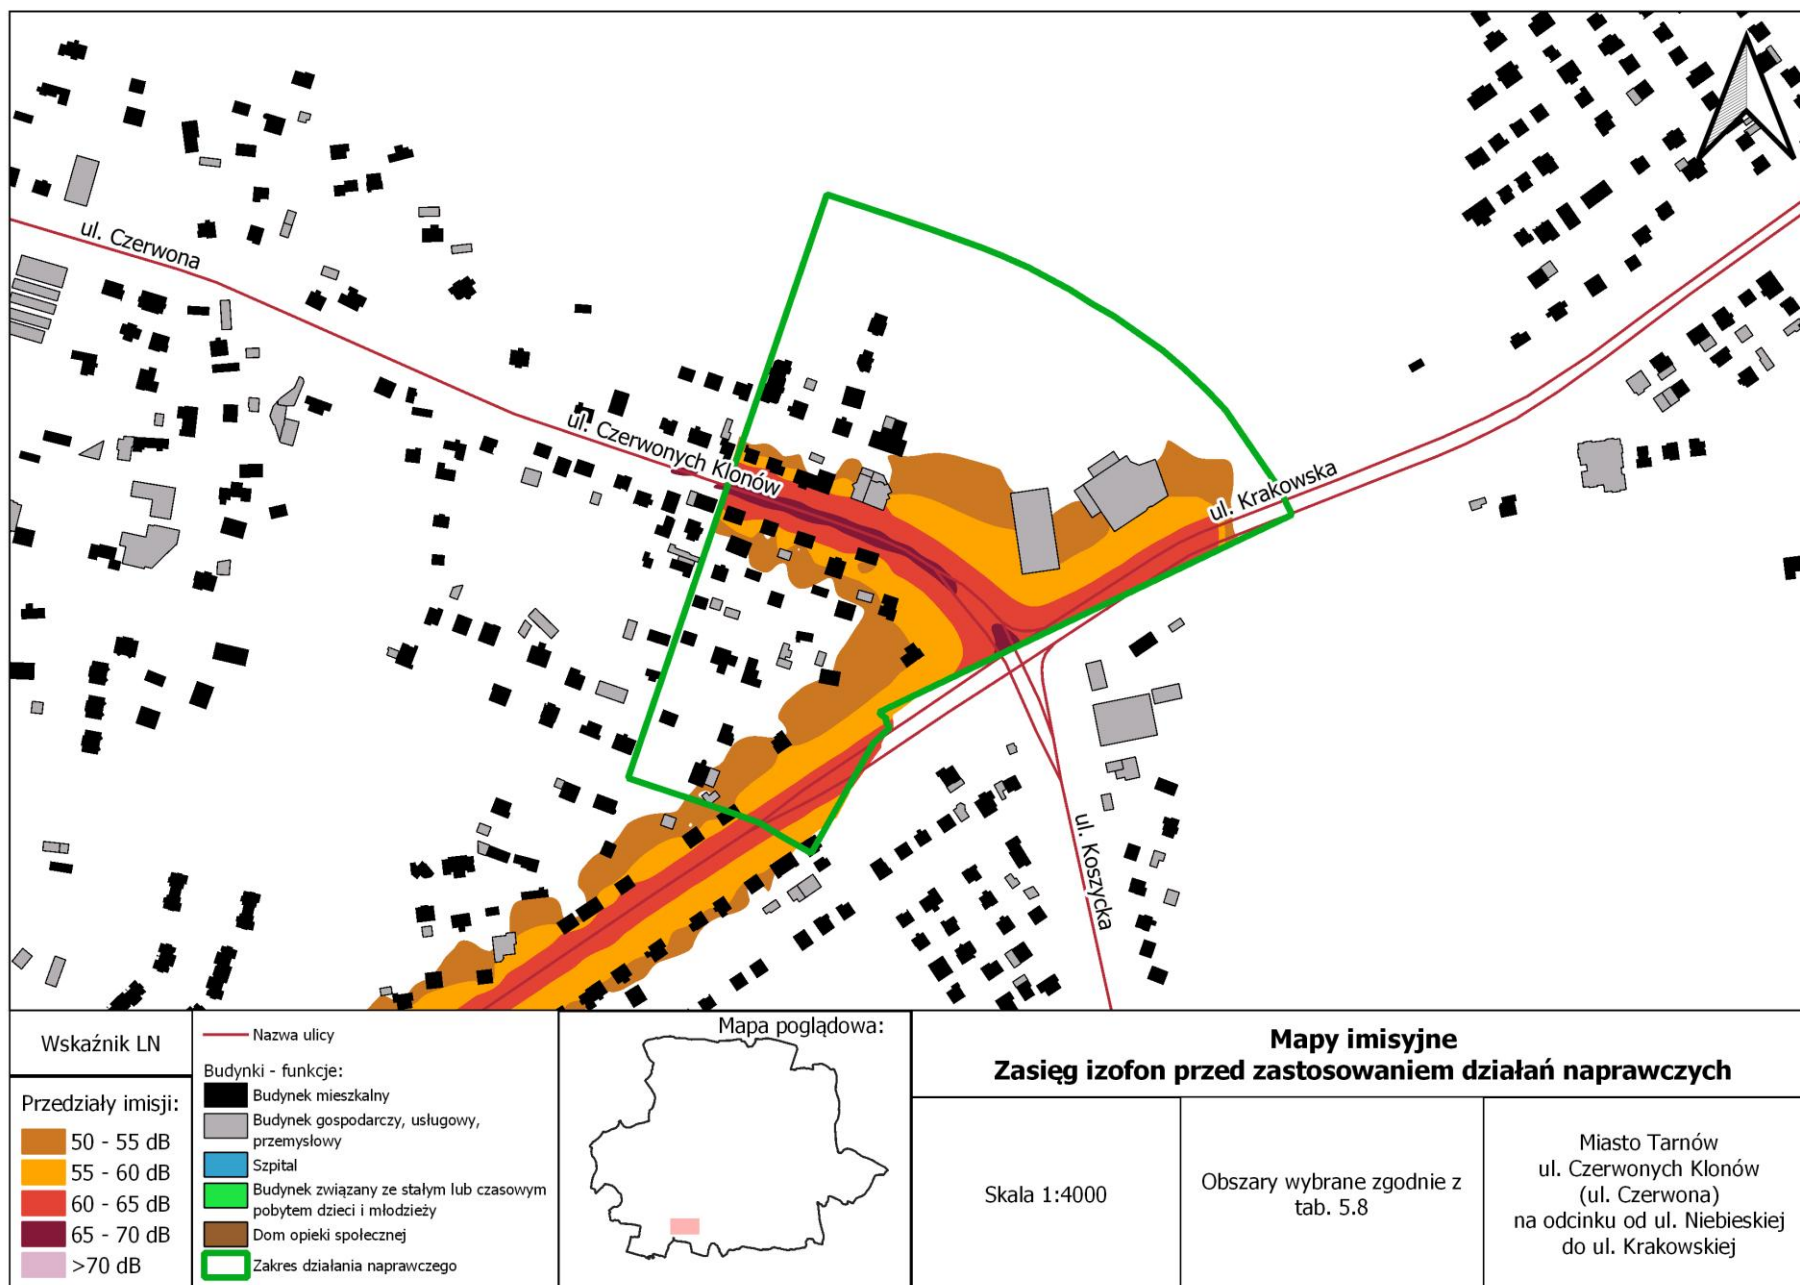 ul. Czerwona
ul. Czerwonych Klonów
ul. Krakowska
ul. Koszycka
Wskaźnik LN
Przedziały imisji:
50 - 55 dB
55 - 60 dB
60 - 65 dB
65 - 70 dB
>70 dB
Nazwa ulicy
Budynki - funkcje:
Budynek mieszkalny
Budynek gospodarczy, usługowy,
przemysłowy
Szpital
Budynek związany ze stałym lub czasowym
pobytem dzieci i młodzieży
Dom opieki społecznej
Zakres działania naprawczego
Mapa poglądowa:
Mapy imisyjne
Zasięg izofon przed zastosowaniem działań naprawczych
Skala 1:4000
Obszary wybrane zgodnie z
tab. 5.8
Miasto Tarnów
ul. Czerwonych Klonów
(ul. Czerwona)
na odcinku od ul. Niebieskiej
do ul. Krakowskiej